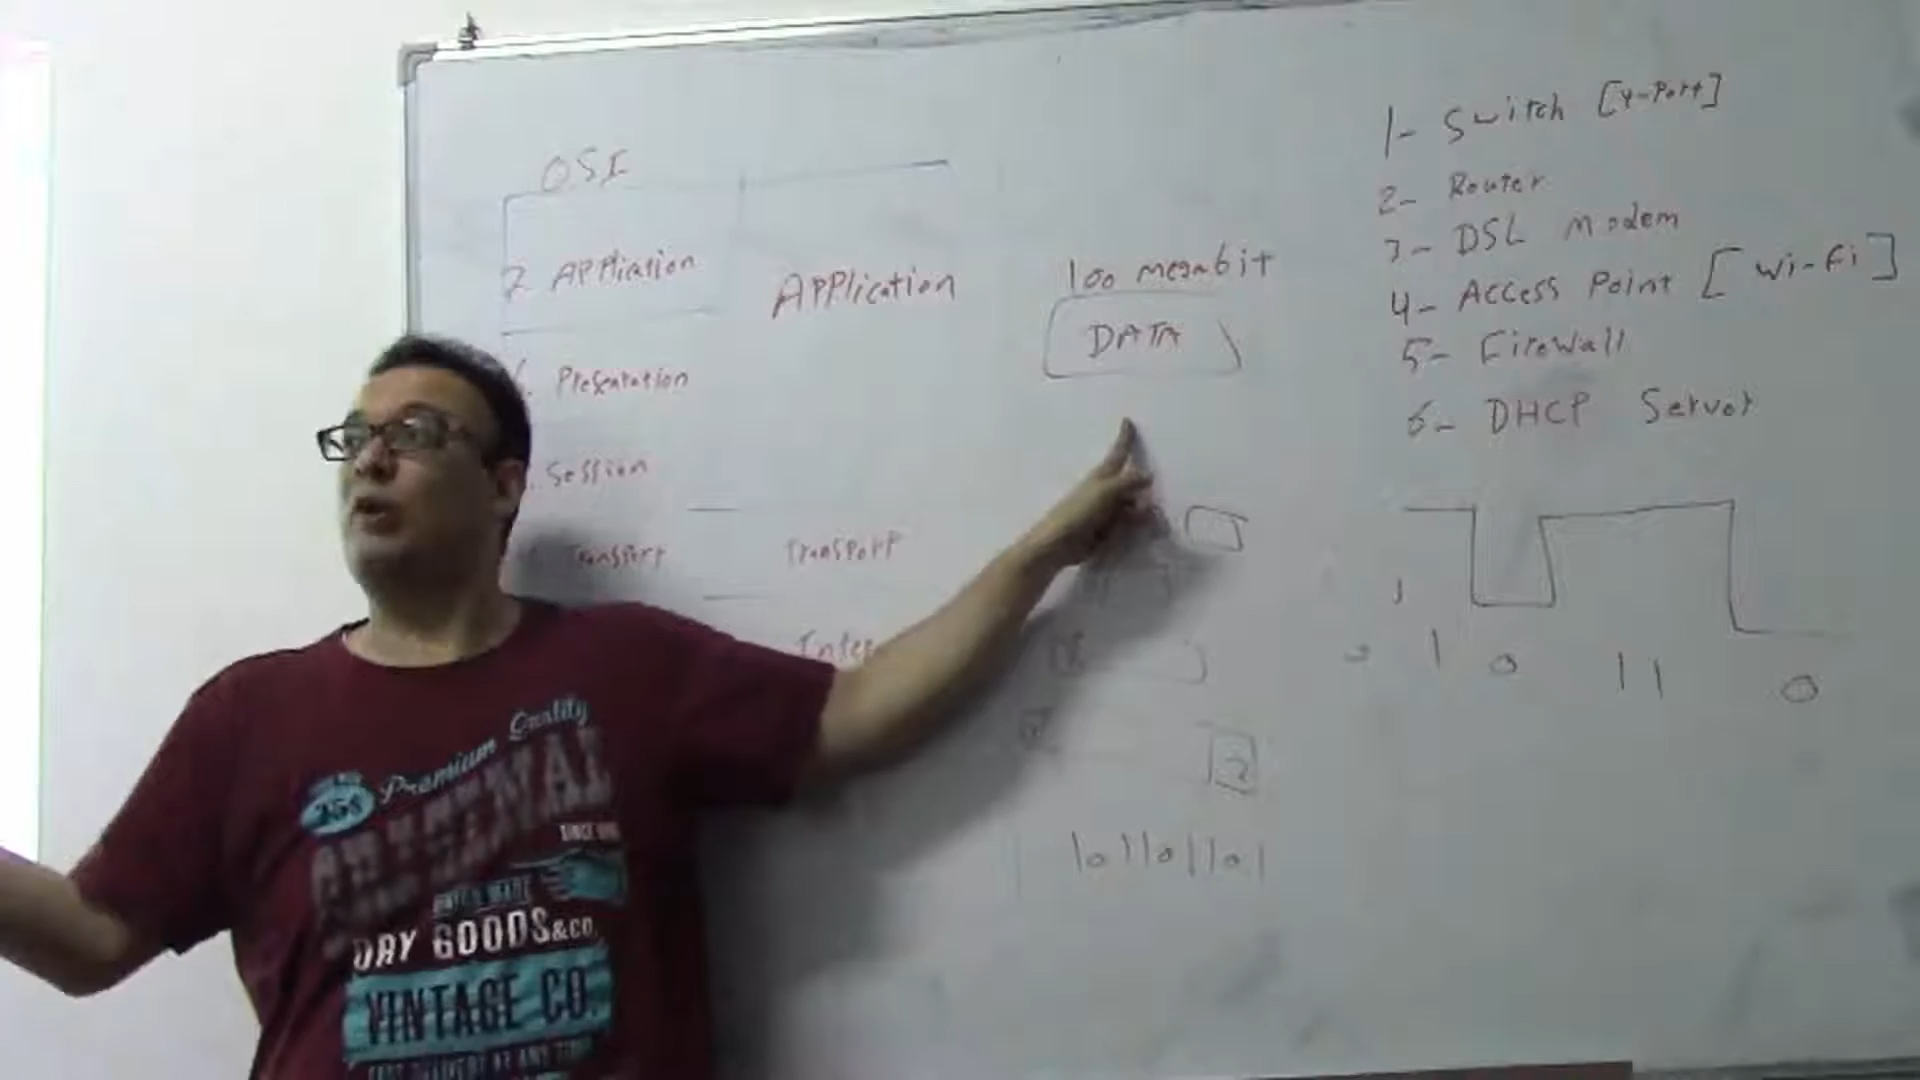 OSI
7. APPlication
APPlication
Presentation
Session
Transport
Transport
Inter
100 megabit
DATA
101101101
1- Switch [4-Port]
2- Router
3- DSL modem
4- Access Point [Wi-Fi]
5- Firewall
6- DHCP Server
1 0 11 0
Premium Quality
DRY GOODS &CO.
VINTAGE CO.